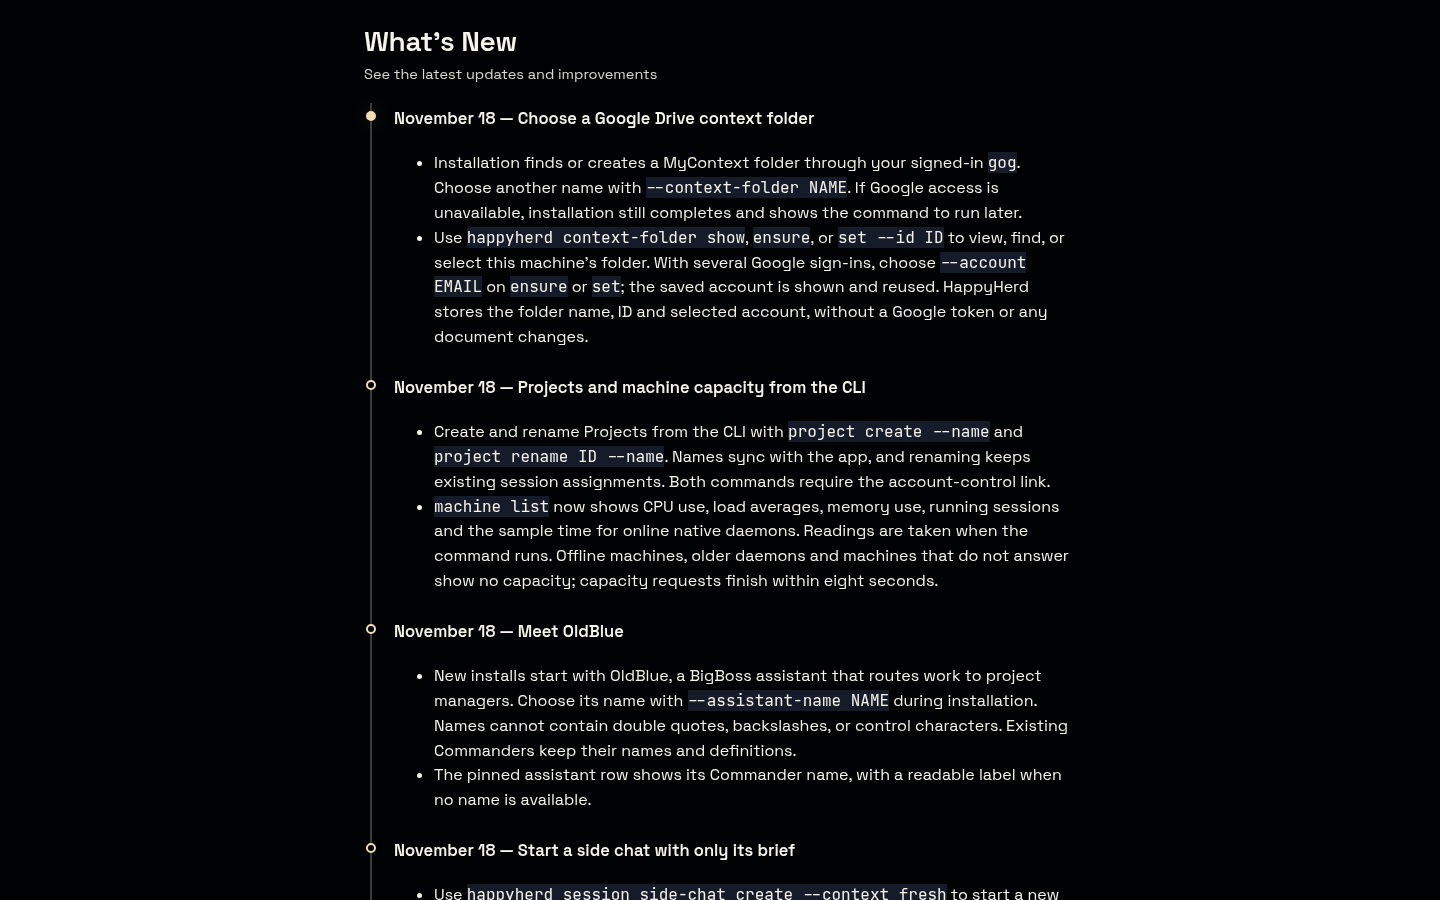 What's New
See the latest updates and improvements
November 18 — Choose a Google Drive context folder
• Installation finds or creates a MyContext folder through your signed-in gog.
Choose another name with --context-folder NAME. If Google access is
unavailable, installation still completes and shows the command to run later.
• Use happyherd context-folder show, ensure, or set --id ID to view, find, or
select this machine's folder. With several Google sign-ins, choose --account
EMAIL on ensure or set; the saved account is shown and reused. HappyHerd
stores the folder name, ID and selected account, without a Google token or any
document changes.
November 18 — Projects and machine capacity from the CLI
• Create and rename Projects from the CLI with project create --name and
project rename ID --name. Names sync with the app, and renaming keeps
existing session assignments. Both commands require the account-control link.
• machine list now shows CPU use, load averages, memory use, running sessions
and the sample time for online native daemons. Readings are taken when the
command runs. Offline machines, older daemons and machines that do not answer
show no capacity; capacity requests finish within eight seconds.
November 18 — Meet OldBlue
• New installs start with OldBlue, a BigBoss assistant that routes work to project
managers. Choose its name with --assistant-name NAME during installation.
Names cannot contain double quotes, backslashes, or control characters. Existing
Commanders keep their names and definitions.
• The pinned assistant row shows its Commander name, with a readable label when
no name is available.
November 18 — Start a side chat with only its brief
• Use happyherd session side-chat create --context fresh to start a new